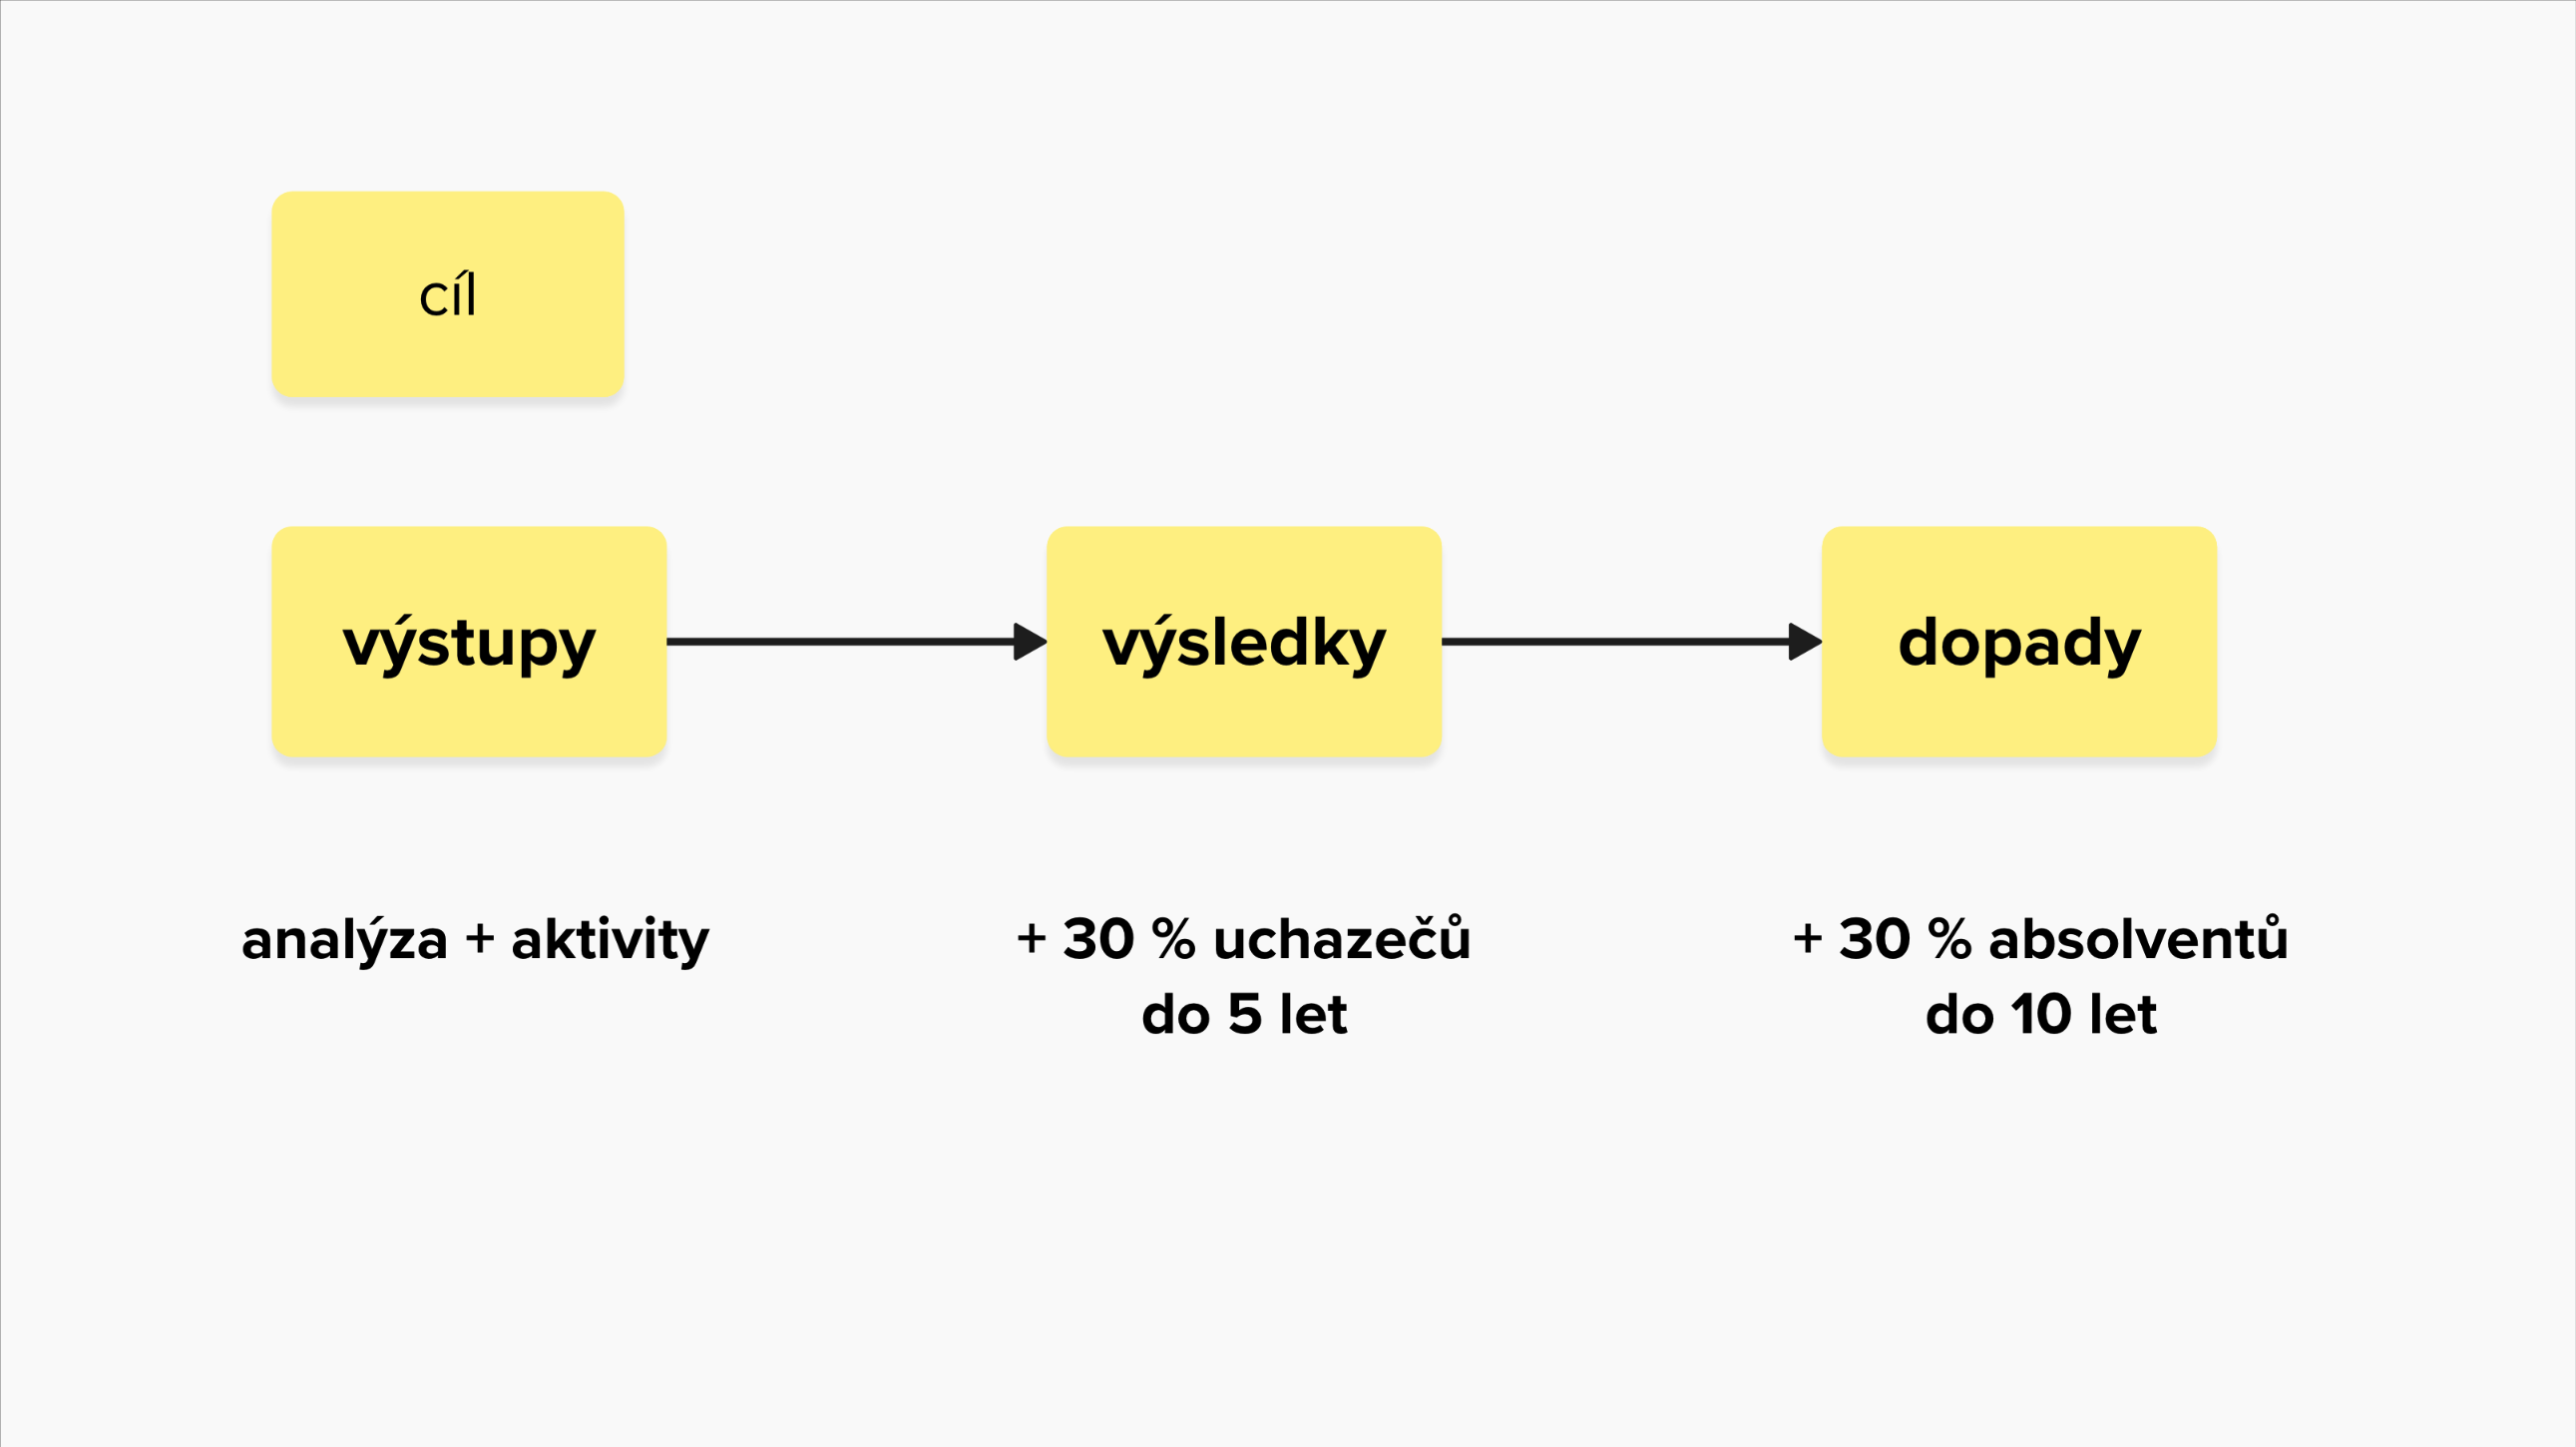 cíl
výstupy
výsledky
dopady
analýza + aktivity
+ 30 % uchazečů
do 5 let
+ 30 % absolventů
do 10 let